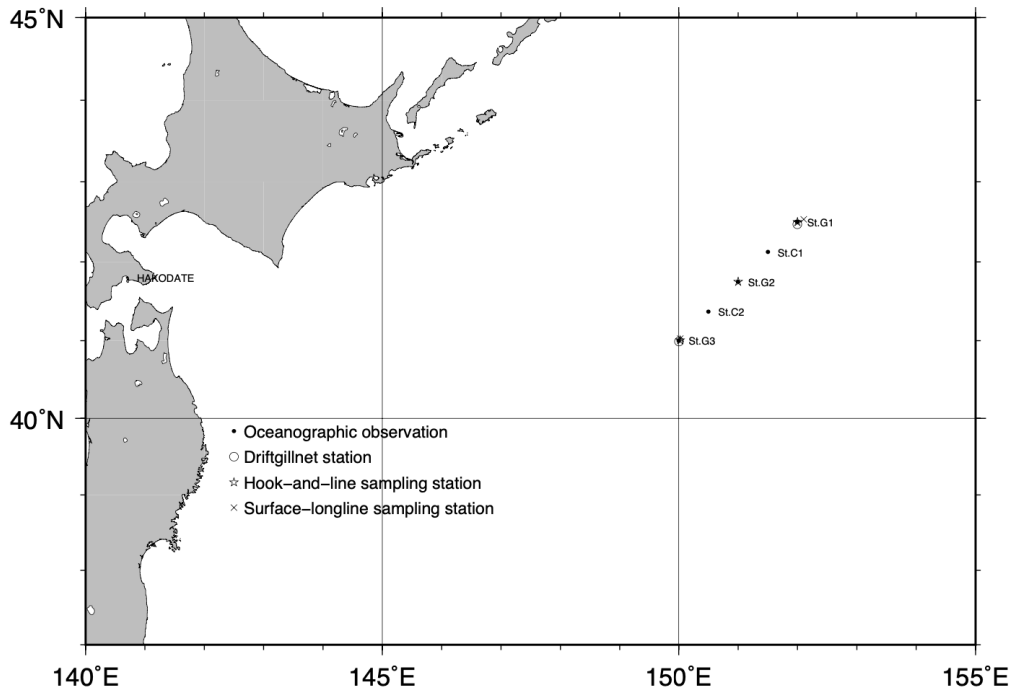 45˚N
St.G1
St.C1
HAKODATE
St.G2
St.C2
St.G3
40˚N
Oceanographic observation
Driftgillnet station
Hook−and−line sampling station
Surface−longline sampling station
140˚E
145˚E
150˚E
155˚E